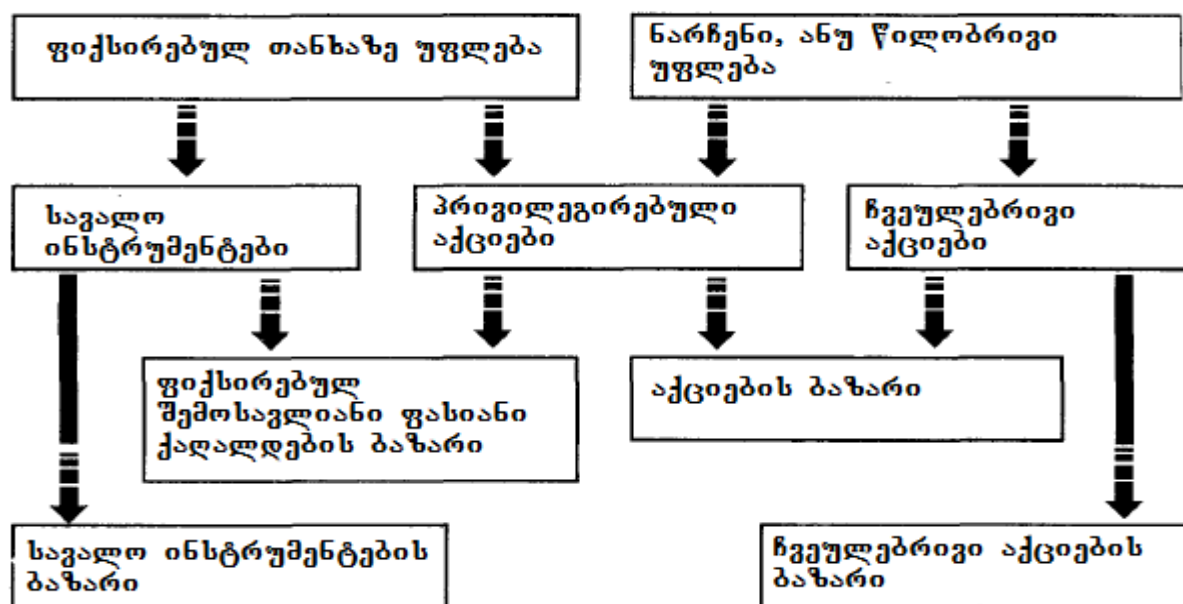 ფიქსირებულ თანხაზე უფლება
ნარჩენი, ანუ წილობრივი
უფლება
სავალო
ინსტრუმენტები
პრივილეგირებული
აქციები
ჩვეულებრივი
აქციები
ფიქსირებულ
შემოსავლიანი ფასიანი
ქაღალდების ბაზარი
აქციების ბაზარი
სავალო ინსტრუმენტების
ბაზარი
ჩვეულებრივი აქციების
ბაზარი